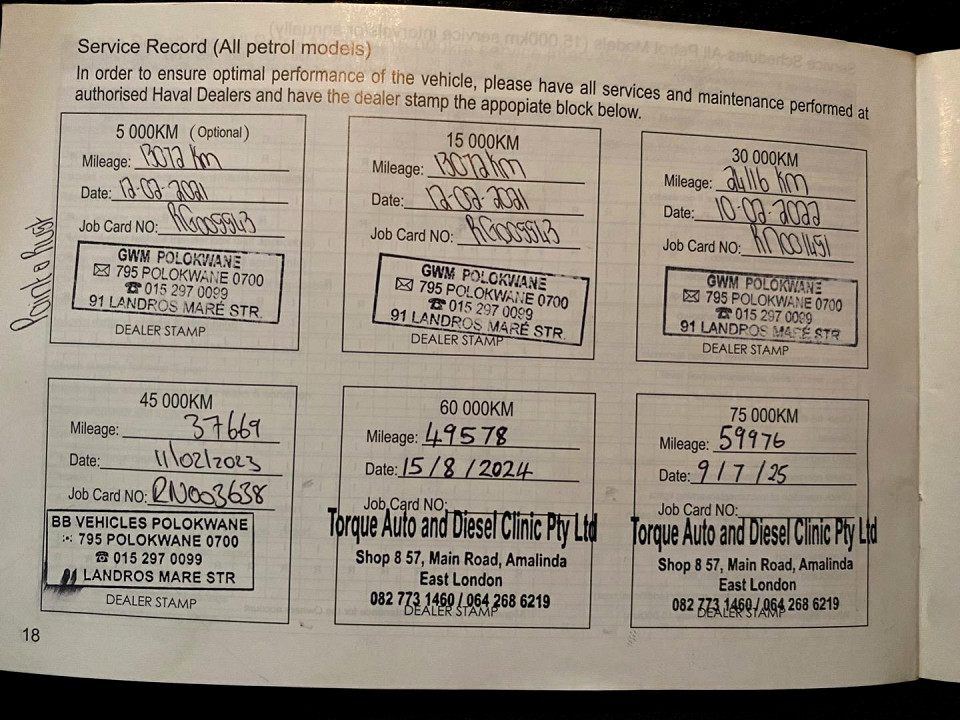 Service Record (All petrol models)
In order to ensure optimal performance of the vehicle, please have all services and maintenance performed at
authorised Haval Dealers and have the dealer stamp the appopiate block below.
5 000KM (Optional)
Mileage: 13072 Km
Date: 12-02-2021
Job Card NO: RG005543
GWM POLOKWANE
795 POLOKWANE 0700
015 297 0099
91 LANDROS MARÉ STR.
DEALER STAMP
15 000KM
Mileage: 13072 Km
Date: 12-02-2021
Job Card NO: RG005543
GWM POLOKWANE
795 POLOKWANE 0700
015 297 0099
91 LANDROS MARÉ STR.
DEALER STAMP
30 000KM
Mileage: 24116 Km
Date: 10-02-2022
Job Card NO: RN001451
GWM POLOKWANE
795 POLOKWANE 0700
015 297 0099
91 LANDROS MARÉ STR
DEALER STAMP
45 000KM
Mileage: 37669
Date: 11/02/2023
Job Card NO: RN003638
BB VEHICLES POLOKWANE
795 POLOKWANE 0700
015 297 0099
LANDROS MARE STR
DEALER STAMP
60 000KM
Mileage: 49578
Date: 15/8/2024
Job Card NO:
Torque Auto and Diesel Clinic Pty Ltd
Shop 8 57, Main Road, Amalinda
East London
082 773 1460 / 064 268 6219
DEALER STAMP
75 000KM
Mileage: 59976
Date: 9/7/25
Job Card NO:
Torque Auto and Diesel Clinic Pty Ltd
Shop 8 57, Main Road, Amalinda
East London
082 773 1460 / 064 268 6219
DEALER STAMP
18